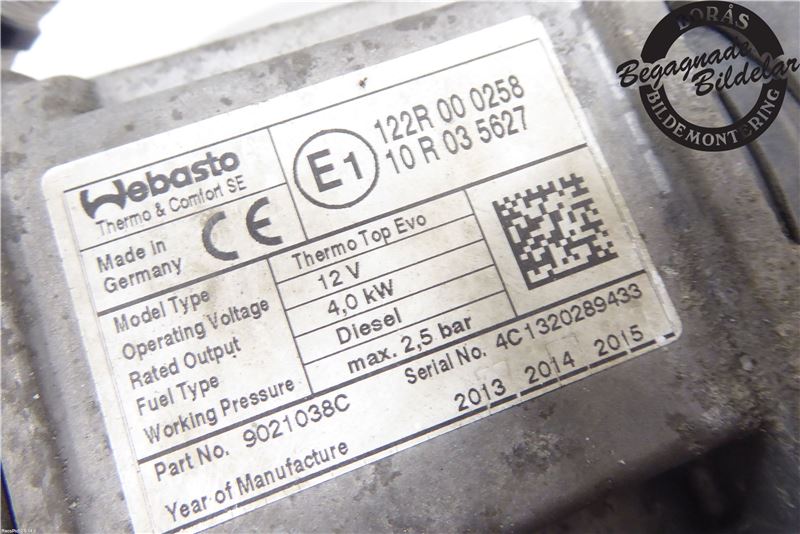 Webasto
Thermo & Comfort SE
Made in
Germany
CE
E1
122R 00 0258
10 R 03 5627
Model Type Thermo Top Evo
Operating Voltage 12 V
Rated Output 4,0 kW
Fuel Type Diesel
Working Pressure max. 2,5 bar
Part No. 9021038C Serial No. 4C1320289433
Year of Manufacture 2013 2014 2015
BORÅS
Begagnade
Bildelar
BILDEMONTERING